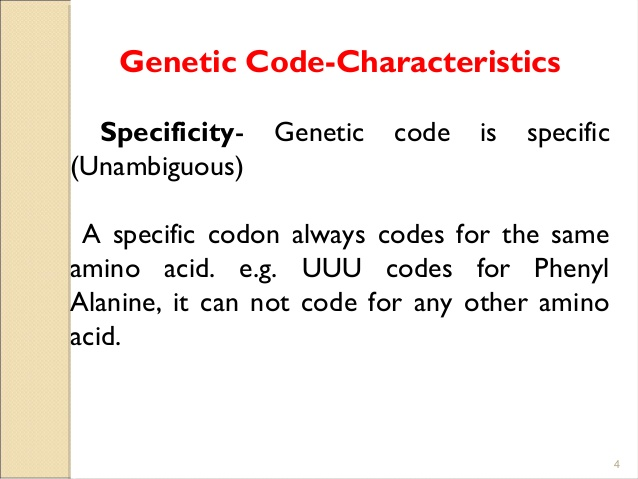 Genetic Code-Characteristics
Specificity- Genetic code is specific
(Unambiguous)
A specific codon always codes for the same
amino acid. e.g. UUU codes for Phenyl
Alanine, it can not code for any other amino
acid.
4